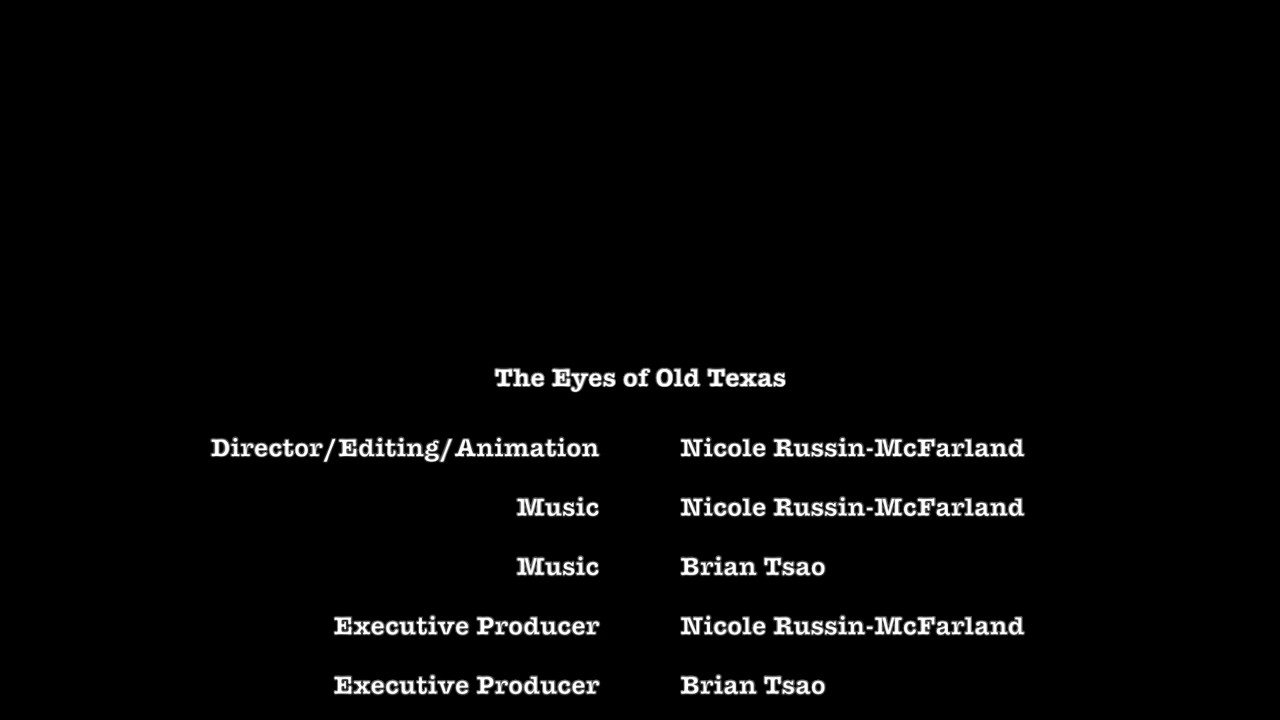 The Eyes of Old Texas
Director/Editing/Animation Nicole Russin-McFarland
Music Nicole Russin-McFarland
Music Brian Tsao
Executive Producer Nicole Russin-McFarland
Executive Producer Brian Tsao